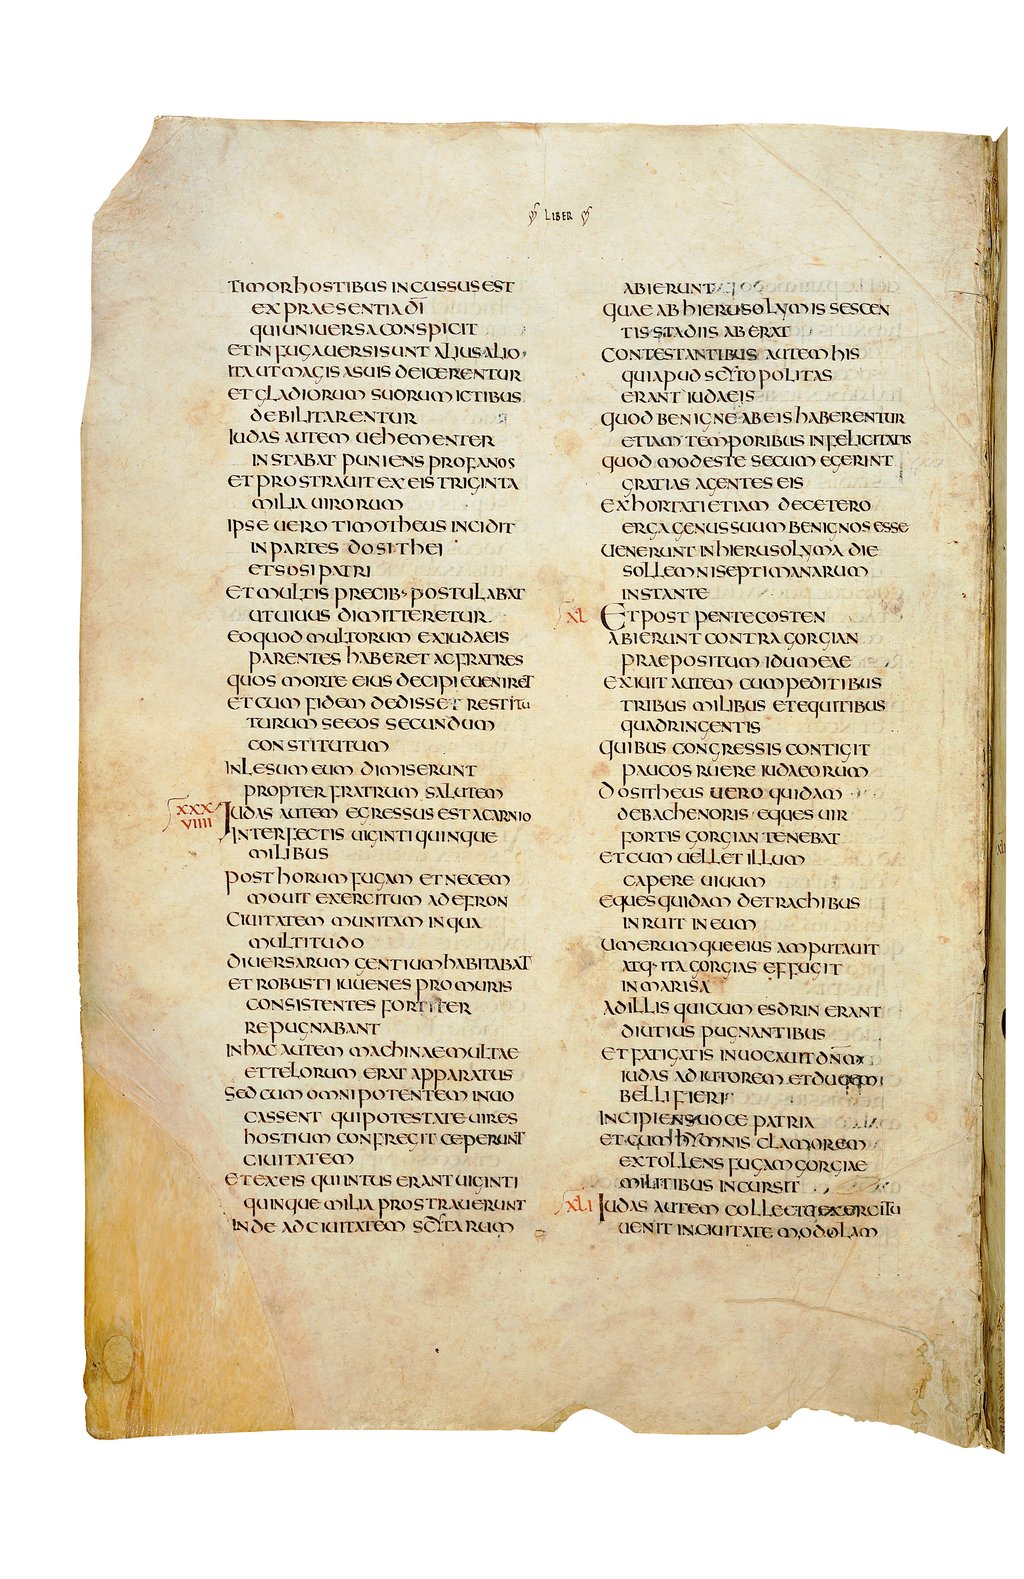 LIBER
TIMOR HOSTIBUS INCUSSUS EST
EX PRAESENTIA DĪ
QUI UNIUERSA CONSPICIT
ET IN FUGA UERSI SUNT ALIUS ALIO·
ITA UT MAGIS A SUIS DEICERENTUR
ET GLADIORUM SUORUM ICTIBUS
DEBILITARENTUR
IUDAS AUTEM UEHEMENTER
INSTABAT PUNIENS PROFANOS
ET PROSTRAUIT EX EIS TRIGINTA
MILIA UIRORUM
IPSE UERO TIMOTHEUS INCIDIT
IN PARTES DOSITHEI
ET SOSIPATRI
ET MULTIS PRECIB· POSTULABAT
UT UIUUS DIMITTERETUR
EO QUOD MULTORUM EX IUDAEIS
PARENTES HABERET AC FRATRES
QUOS MORTE EIUS DECIPI EUENIRET
ET CUM FIDEM DEDISSET RESTITU
TURUM SE EOS SECUNDUM
CONSTITUTUM
INLESUM EUM DIMISERUNT
PROPTER FRATRUM SALUTEM
XXX
VIIII IUDAS AUTEM EGRESSUS EST A CARNIO
INTERFECTIS UIGINTI QUINQUE
MILIBUS
POST HORUM FUGAM ET NECEM
MOUIT EXERCITUM AD EFRON
CIUITATEM MUNITAM IN QUA
MULTITUDO
DIUERSARUM GENTIUM HABITABAT
ET ROBUSTI IUUENES PRO MURIS
CONSISTENTES FORTITER
REPUGNABANT
IN HAC AUTEM MACHINAE MULTAE
ET TELORUM ERAT APPARATUS
SED CUM OMNIPOTENTEM INUO
CASSENT QUI POTESTATE UIRES
HOSTIUM CONFREGIT CEPERUNT
CIUITATEM
ET EX EIS QUI INTUS ERANT UIGINTI
QUINQUE MILIA PROSTRAUERUNT
INDE AD CIUITATEM SCYTARUM
ABIERUNT
QUAE AB HIERUSOLYMIS SESCEN
TIS STADIIS ABERAT
CONTESTANTIBUS AUTEM HIS
QUI APUD SCYTOPOLITAS
ERANT IUDAEIS
QUOD BENIGNE AB EIS HABERENTUR
ETIAM TEMPORIBUS INFELICITATIS
QUOD MODESTE SECUM EGERINT
GRATIAS AGENTES EIS
EXHORTATI ETIAM DE CETERO
ERGA GENUS SUUM BENIGNOS ESSE
UENERUNT IN HIERUSOLYMA DIE
SOLLEMNI SEPTIMANARUM
INSTANTE
XL ET POST PENTECOSTEN
ABIERUNT CONTRA GORGIAN
PRAEPOSITUM IDUMEAE
EXIUIT AUTEM CUM PEDITIBUS
TRIBUS MILIBUS ET EQUITIBUS
QUADRINGENTIS
QUIBUS CONGRESSIS CONTIGIT
PAUCOS RUERE IUDAEORUM
DOSITHEUS UERO QUIDAM
DE BACHENORIS EQUES UIR
FORTIS GORGIAN TENEBAT
ET CUM UELLET ILLUM
CAPERE UIUUM
EQUES QUIDAM DE TRACHIBUS
INRUIT IN EUM
UMERUMQUE EIUS AMPUTAUIT
ATQ· ITA GORGIAS EFFUGIT
IN MARISA
AD ILLIS QUI CUM ESDRIN ERANT
DIUTIUS PUGNANTIBUS
ET FATIGATIS INUOCAUIT DNM
IUDAS ADIUTOREM ET DUCEM
BELLI FIERI
INCIPIENS UOCE PATRIA
ET CUM HYMNIS CLAMOREM
EXTOLLENS FUGAM GORGIAE
MILITIBUS INCURSIT
XLI IUDAS AUTEM COLLECTO EXERCITU
UENIT IN CIUITATE MODOLAM